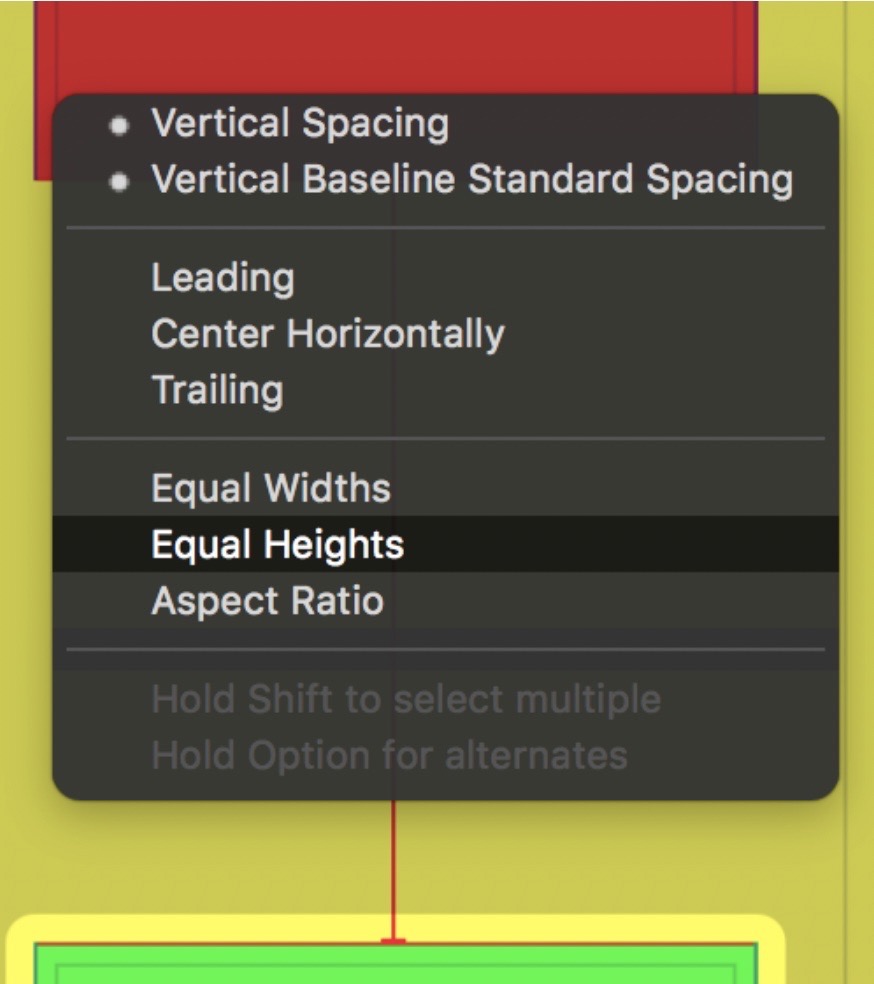 Vertical Spacing
Vertical Baseline Standard Spacing
Leading
Center Horizontally
Trailing
Equal Widths
Equal Heights
Aspect Ratio
Hold Shift to select multiple
Hold Option for alternates